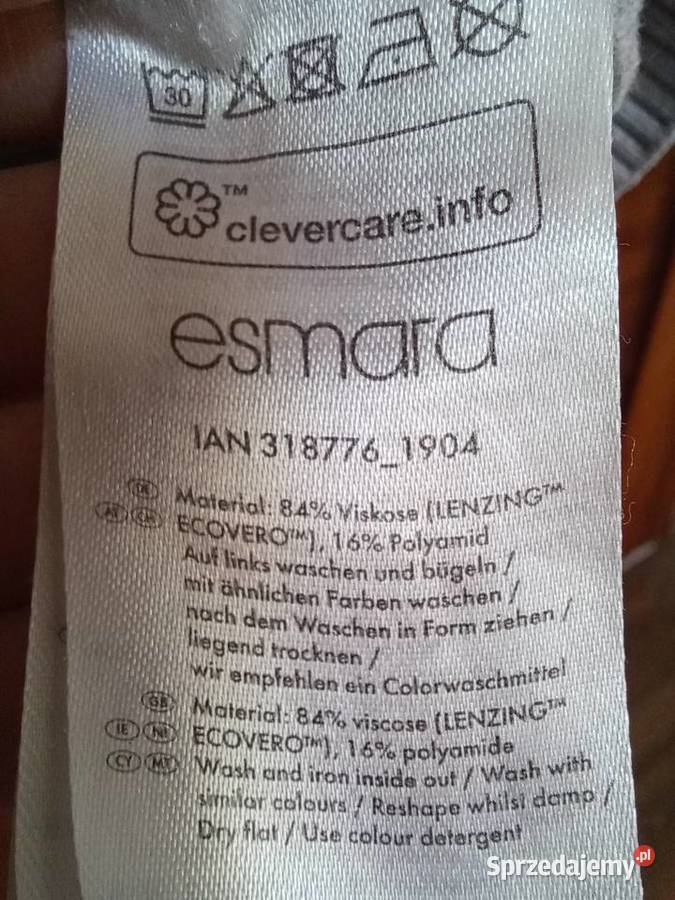 30
™
clevercare.info
esmara
IAN 318776_1904
DE Material: 84% Viskose (LENZING™
AT CH ECOVERO™), 16% Polyamid
Auf links waschen und bügeln /
mit ähnlichen Farben waschen /
nach dem Waschen in Form ziehen /
liegend trocknen /
wir empfehlen ein Colorwaschmittel
GB Material: 84% viscose (LENZING™
IE NI ECOVERO™), 16% polyamide
CY MT Wash and iron inside out / Wash with
similar colours / Reshape whilst damp /
Dry flat / Use colour detergent
Sprzedajemy.pl